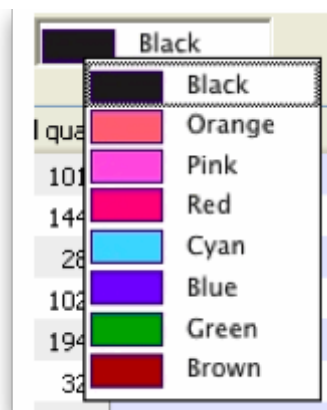 Black
Black
l qua Orange
101 Pink
144 Red
28 Cyan
102 Blue
194 Green
32 Brown